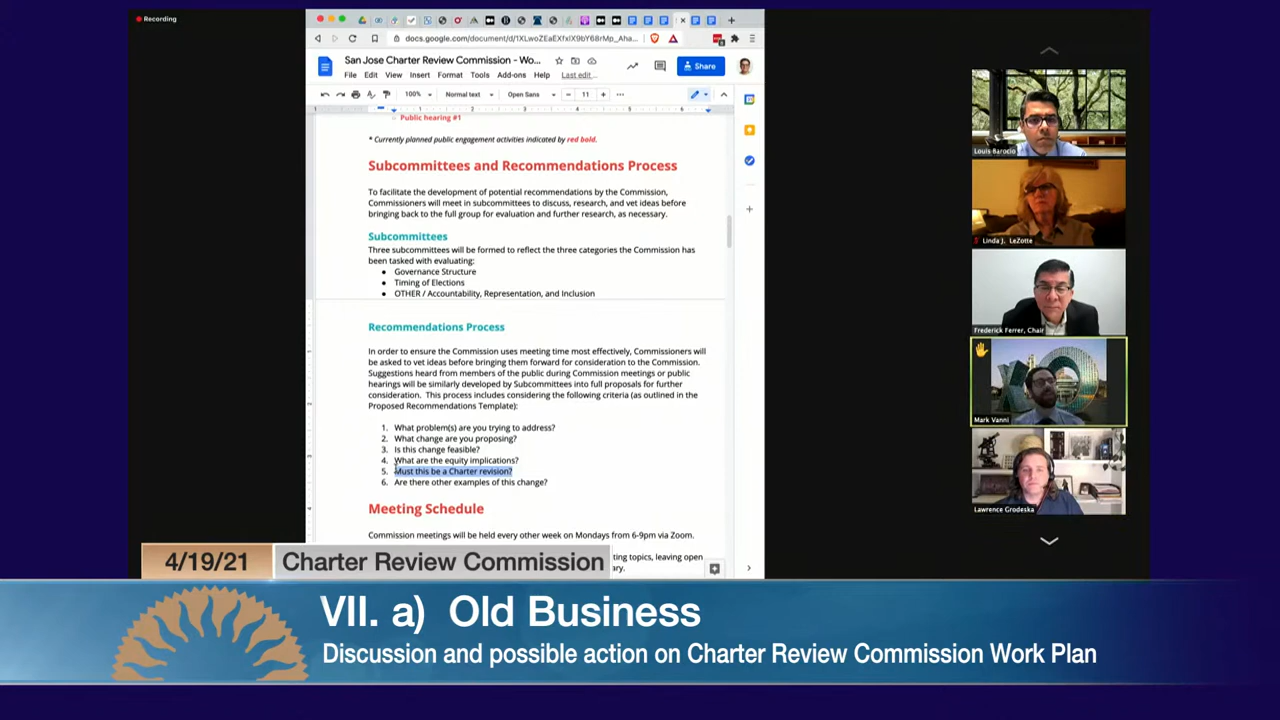 Recording
docs.google.com/document/d/1XLwoZEaEXfxIX9bY68rMp_Aha...
San Jose Charter Review Commission - Wo...
Share
File Edit View Insert Format Tools Add-ons Help Last edit...
100% Normal text Open Sans 11
Public hearing #1
* Currently planned public engagement activities indicated by red bold.
Subcommittees and Recommendations Process
To facilitate the development of potential recommendations by the Commission,
Commissioners will meet in subcommittees to discuss, research, and vet ideas before
bringing back to the full group for evaluation and further research, as necessary.
Subcommittees
Three subcommittees will be formed to reflect the three categories the Commission has
been tasked with evaluating:
● Governance Structure
● Timing of Elections
● OTHER / Accountability, Representation, and Inclusion
Recommendations Process
In order to ensure the Commission uses meeting time most effectively, Commissioners will
be asked to vet ideas before bringing them forward for consideration to the Commission.
Suggestions heard from members of the public during Commission meetings or public
hearings will be similarly developed by Subcommittees into full proposals for further
consideration. This process includes considering the following criteria (as outlined in the
Proposed Recommendations Template):
1. What problem(s) are you trying to address?
2. What change are you proposing?
3. Is this change feasible?
4. What are the equity implications?
5. Must this be a Charter revision?
6. Are there other examples of this change?
Meeting Schedule
Commission meetings will be held every other week on Mondays from 6-9pm via Zoom.
ting topics, leaving open
ary.
Louis Barocio
Linda J. LeZotte
Frederick Ferrer, Chair
Mark Vanni
Lawrence Grodeska
4/19/21 Charter Review Commission
VII. a) Old Business
Discussion and possible action on Charter Review Commission Work Plan